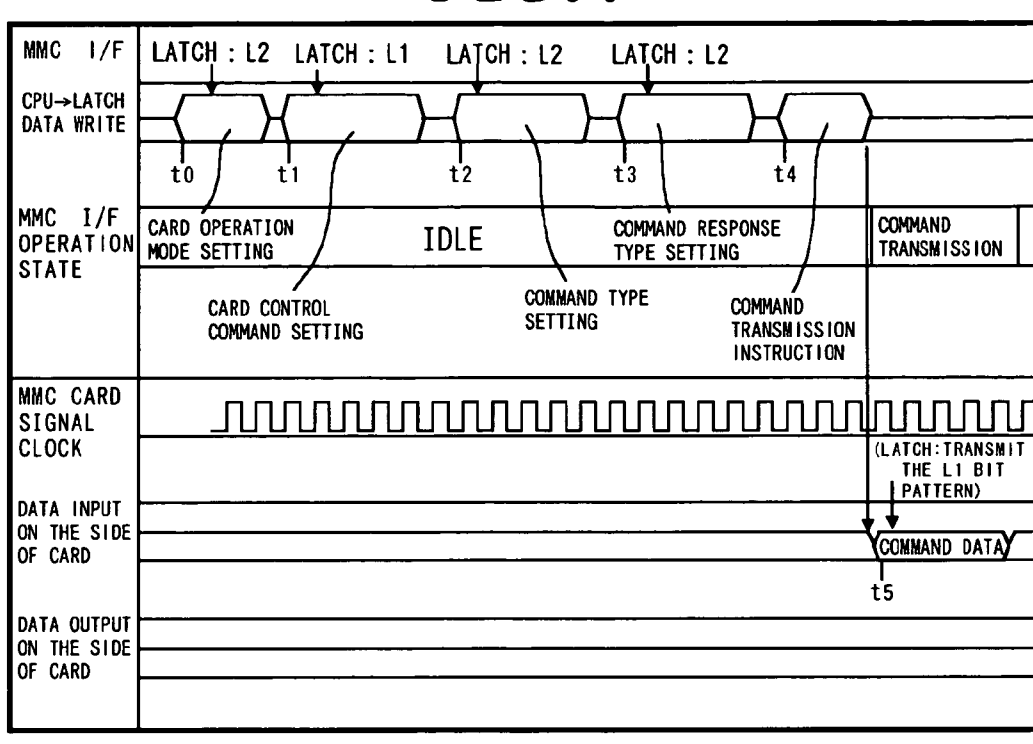 MMC I/F
LATCH : L2 LATCH : L1 LATCH : L2 LATCH : L2
CPU→LATCH
DATA WRITE
t0 t1 t2 t3 t4
MMC I/F
OPERATION
STATE
CARD OPERATION
MODE SETTING
IDLE
COMMAND RESPONSE
TYPE SETTING
COMMAND
TRANSMISSION
CARD CONTROL
COMMAND SETTING
COMMAND TYPE
SETTING
COMMAND
TRANSMISSION
INSTRUCTION
MMC CARD
SIGNAL
CLOCK
(LATCH:TRANSMIT
THE L1 BIT
PATTERN)
DATA INPUT
ON THE SIDE
OF CARD
COMMAND DATA
t5
DATA OUTPUT
ON THE SIDE
OF CARD